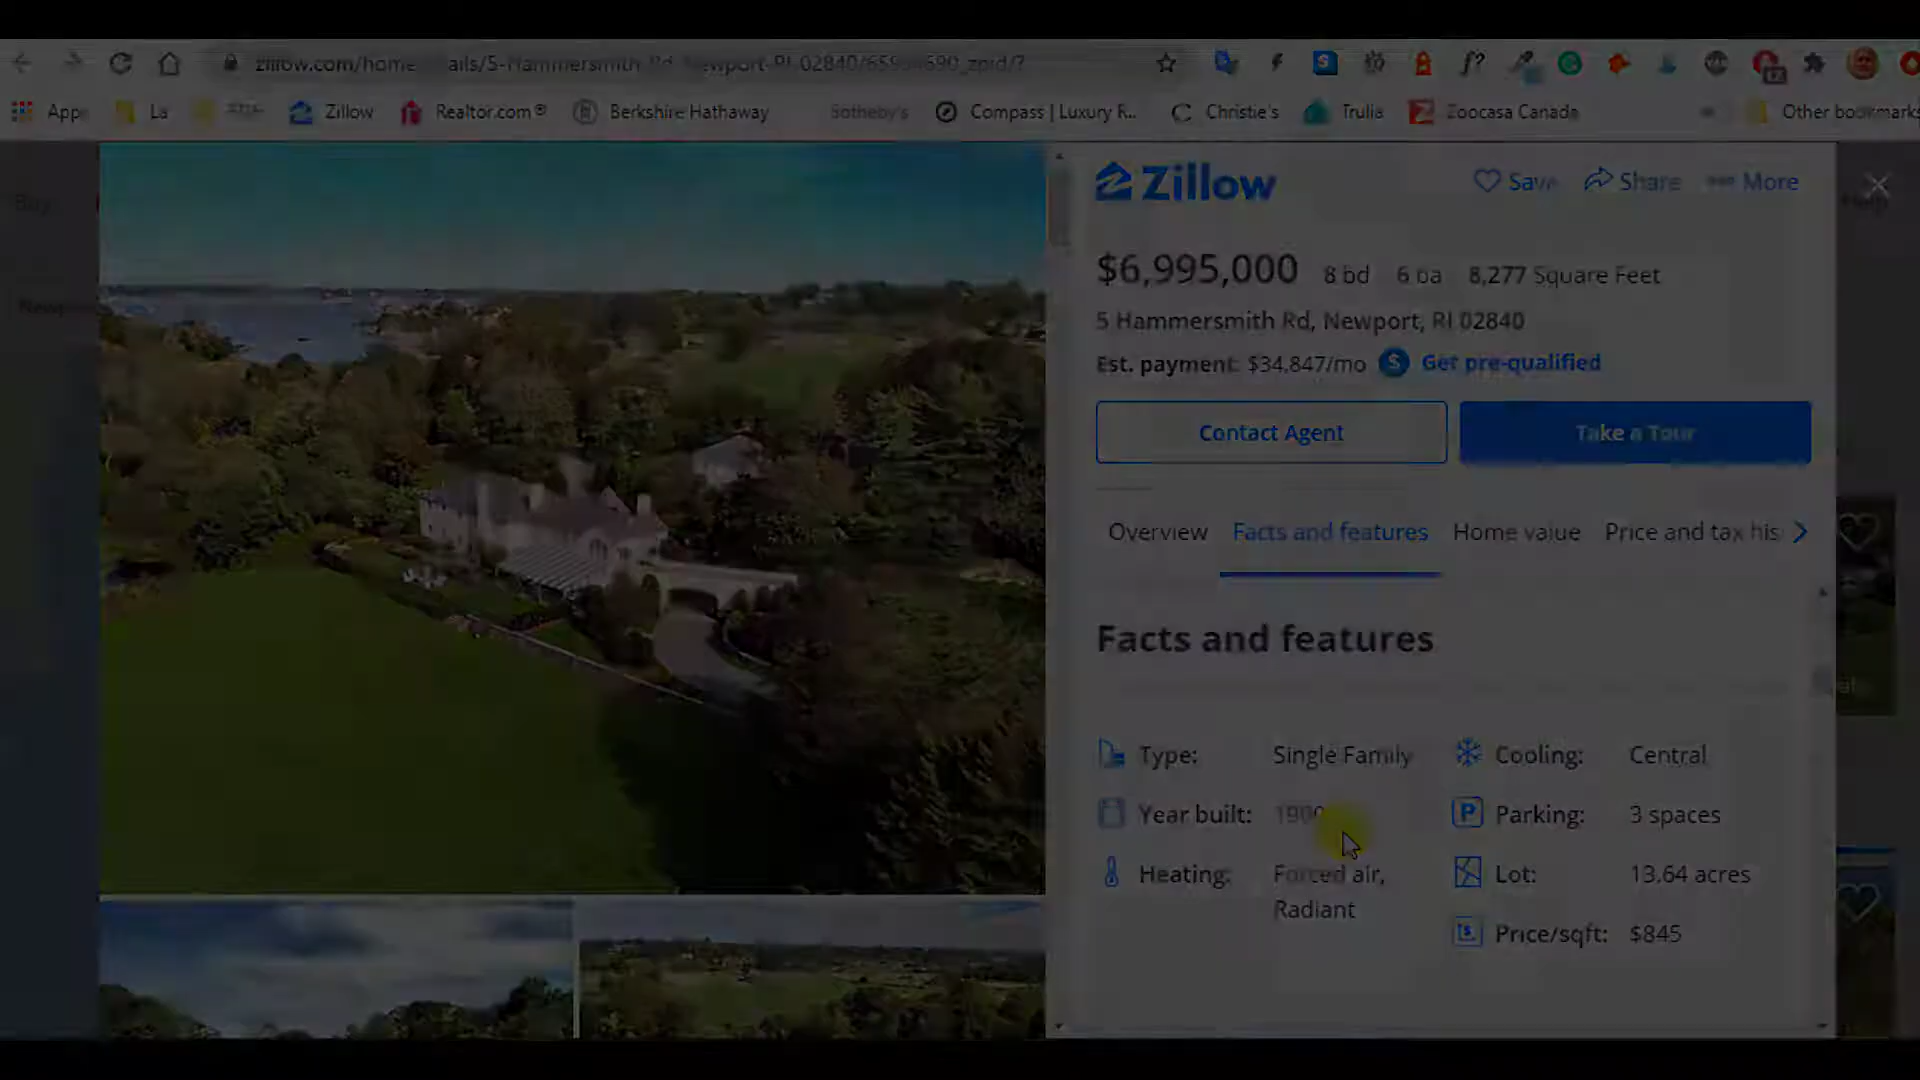 Apps
La
Zillow
Realtor.com®
Berkshire Hathaway
Sotheby's
Compass | Luxury R...
Christie's
Trulia
Zoocasa Canada
Other bookmarks
Buy
Zillow
Save
Share
More
$6,995,000 8 bd 6 ba 8,277 Square Feet
5 Hammersmith Rd, Newport, RI 02840
Est. payment: $34,847/mo $ Get pre-qualified
Contact Agent
Take a Tour
Overview
Facts and features
Home value
Price and tax his
Facts and features
Type: Single Family
Cooling: Central
Year built:
P Parking: 3 spaces
Heating: Forced air,
Radiant
Lot: 13.64 acres
Price/sqft: $845